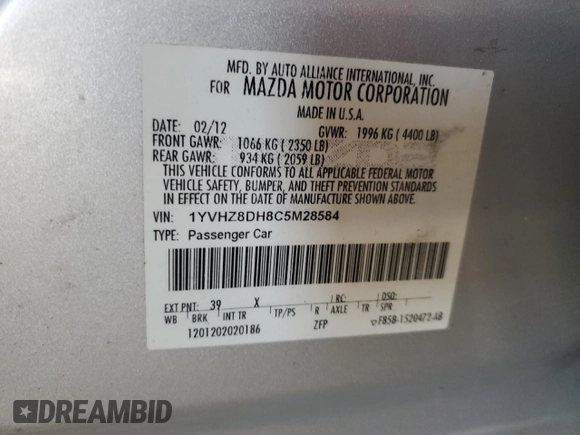 MFD. BY AUTO ALLIANCE INTERNATIONAL, INC.
FOR MAZDA MOTOR CORPORATION
MADE IN U.S.A.
DATE: 02/12 GVWR: 1996 KG ( 4400 LB)
FRONT GAWR: 1066 KG ( 2350 LB)
REAR GAWR: 934 KG ( 2059 LB)
THIS VEHICLE CONFORMS TO ALL APPLICABLE FEDERAL MOTOR
VEHICLE SAFETY, BUMPER, AND THEFT PREVENTION STANDARDS
IN EFFECT ON THE DATE OF MANUFACTURE SHOWN ABOVE.
VIN: 1YVHZ8DH8C5M28584
TYPE: Passenger Car
EXT PNT: 39 X RC: DSO:
WB BRK INT TR TP/PS R AXLE TR SPR
1201202020186 ZFP F85B-1520472-AB
DREAMBID